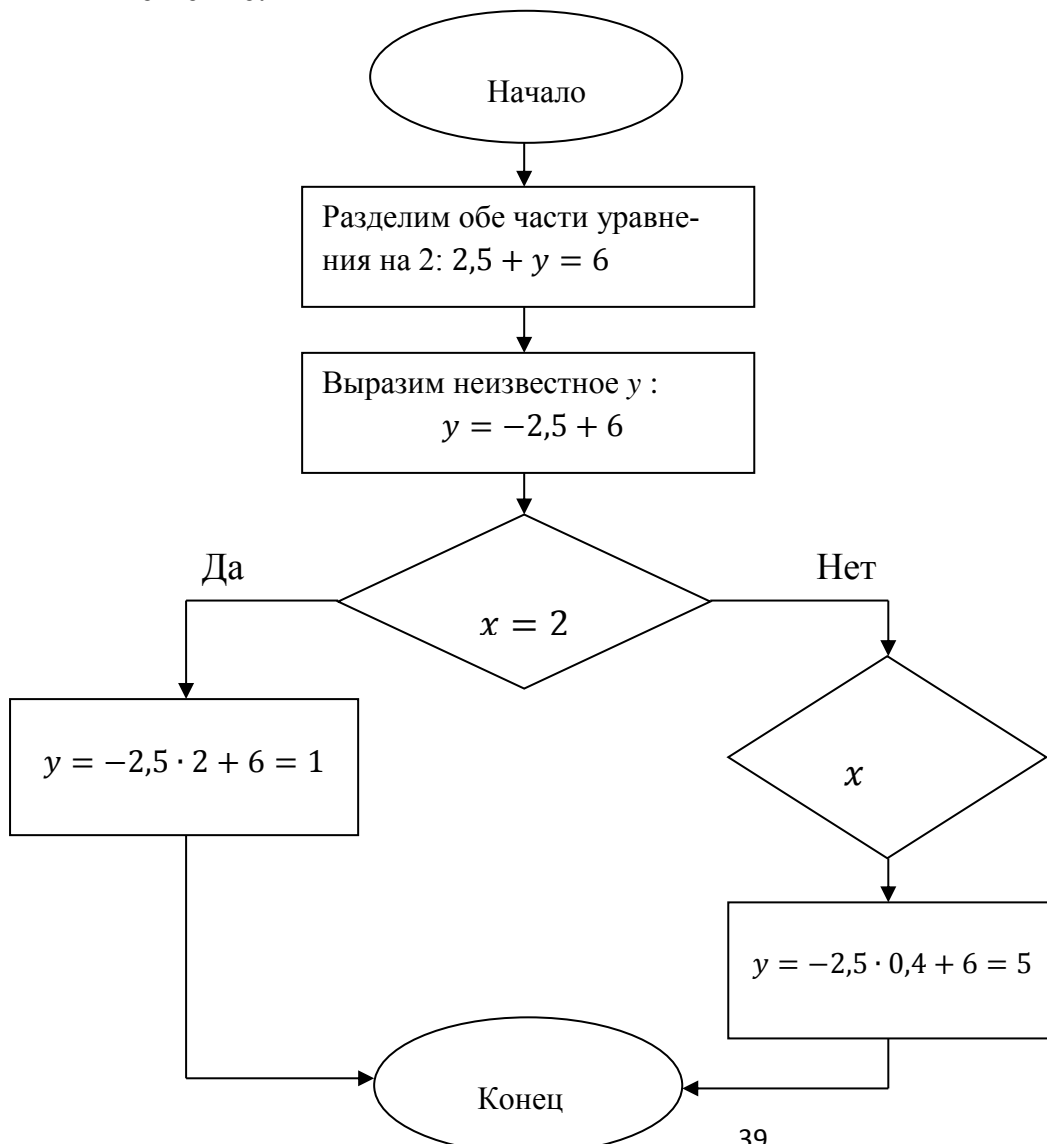 Начало
Разделим обе части уравне-
ния на 2: 2,5 + y = 6
Выразим неизвестное y :
y = −2,5 + 6
Да
Нет
x = 2
y = −2,5 · 2 + 6 = 1
x
y = −2,5 · 0,4 + 6 = 5
Конец
39